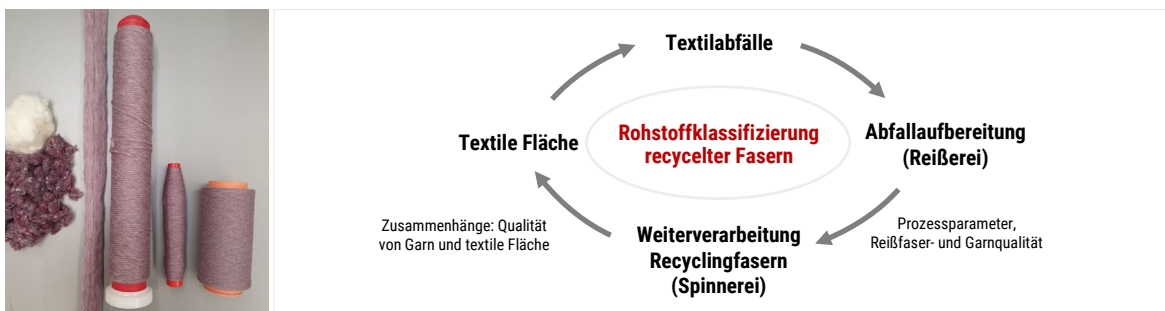 Textilabfälle
Textile Fläche
Rohstoffklassifizierung
recycelter Fasern
Abfallaufbereitung
(Reißerei)
Zusammenhänge: Qualität
von Garn und textile Fläche
Weiterverarbeitung
Recyclingfasern
(Spinnerei)
Prozessparameter,
Reißfaser- und Garnqualität